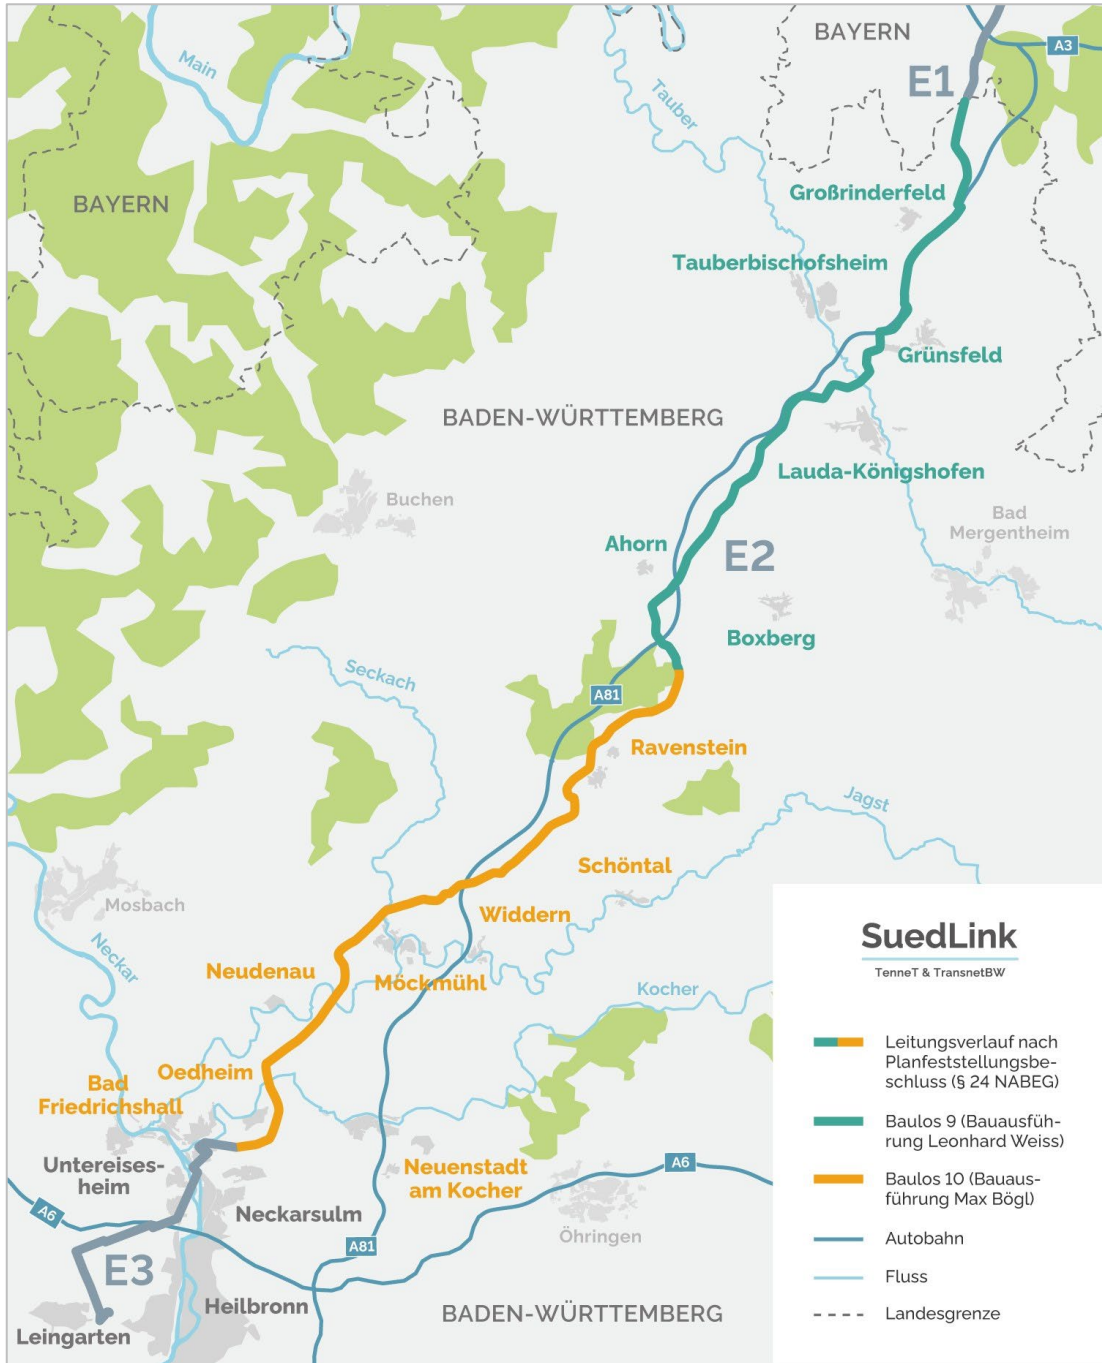 BAYERN
A3
Main
E1
Tauber
BAYERN
Großrinderfeld
Tauberbischofsheim
Grünsfeld
BADEN-WÜRTTEMBERG
Lauda-Königshofen
Buchen
Bad
Mergentheim
Ahorn
E2
Boxberg
Seckach
A81
Ravenstein
Jagst
Schöntal
Mosbach
Widdern
Neckar
Neudenau
Möckmühl
Kocher
Oedheim
Bad
Friedrichshall
Untereises-
heim
Neuenstadt
am Kocher
A6
A6
Neckarsulm
Öhringen
A81
E3
Heilbronn
BADEN-WÜRTTEMBERG
Leingarten
SuedLink
TenneT & TransnetBW
Leitungsverlauf nach
Planfeststellungsbe-
schluss (§ 24 NABEG)
Baulos 9 (Bauausfüh-
rung Leonhard Weiss)
Baulos 10 (Bauaus-
führung Max Bögl)
Autobahn
Fluss
Landesgrenze